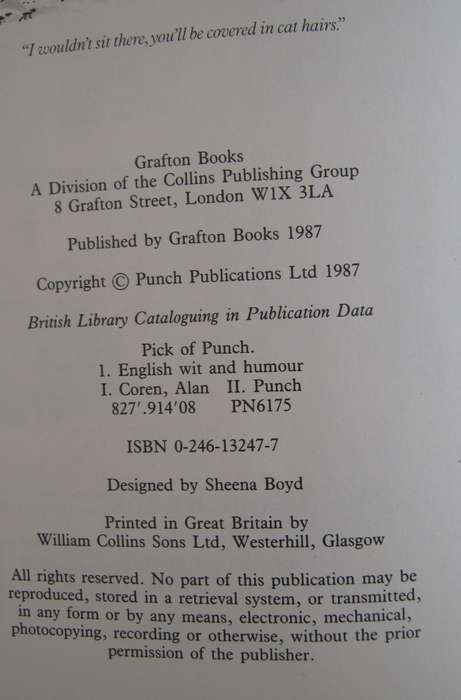 “I wouldn't sit there, you'll be covered in cat hairs.”
Grafton Books
A Division of the Collins Publishing Group
8 Grafton Street, London W1X 3LA
Published by Grafton Books 1987
Copyright © Punch Publications Ltd 1987
British Library Cataloguing in Publication Data
Pick of Punch.
1. English wit and humour
I. Coren, Alan II. Punch
827′.914′08 PN6175
ISBN 0-246-13247-7
Designed by Sheena Boyd
Printed in Great Britain by
William Collins Sons Ltd, Westerhill, Glasgow
All rights reserved. No part of this publication may be
reproduced, stored in a retrieval system, or transmitted,
in any form or by any means, electronic, mechanical,
photocopying, recording or otherwise, without the prior
permission of the publisher.